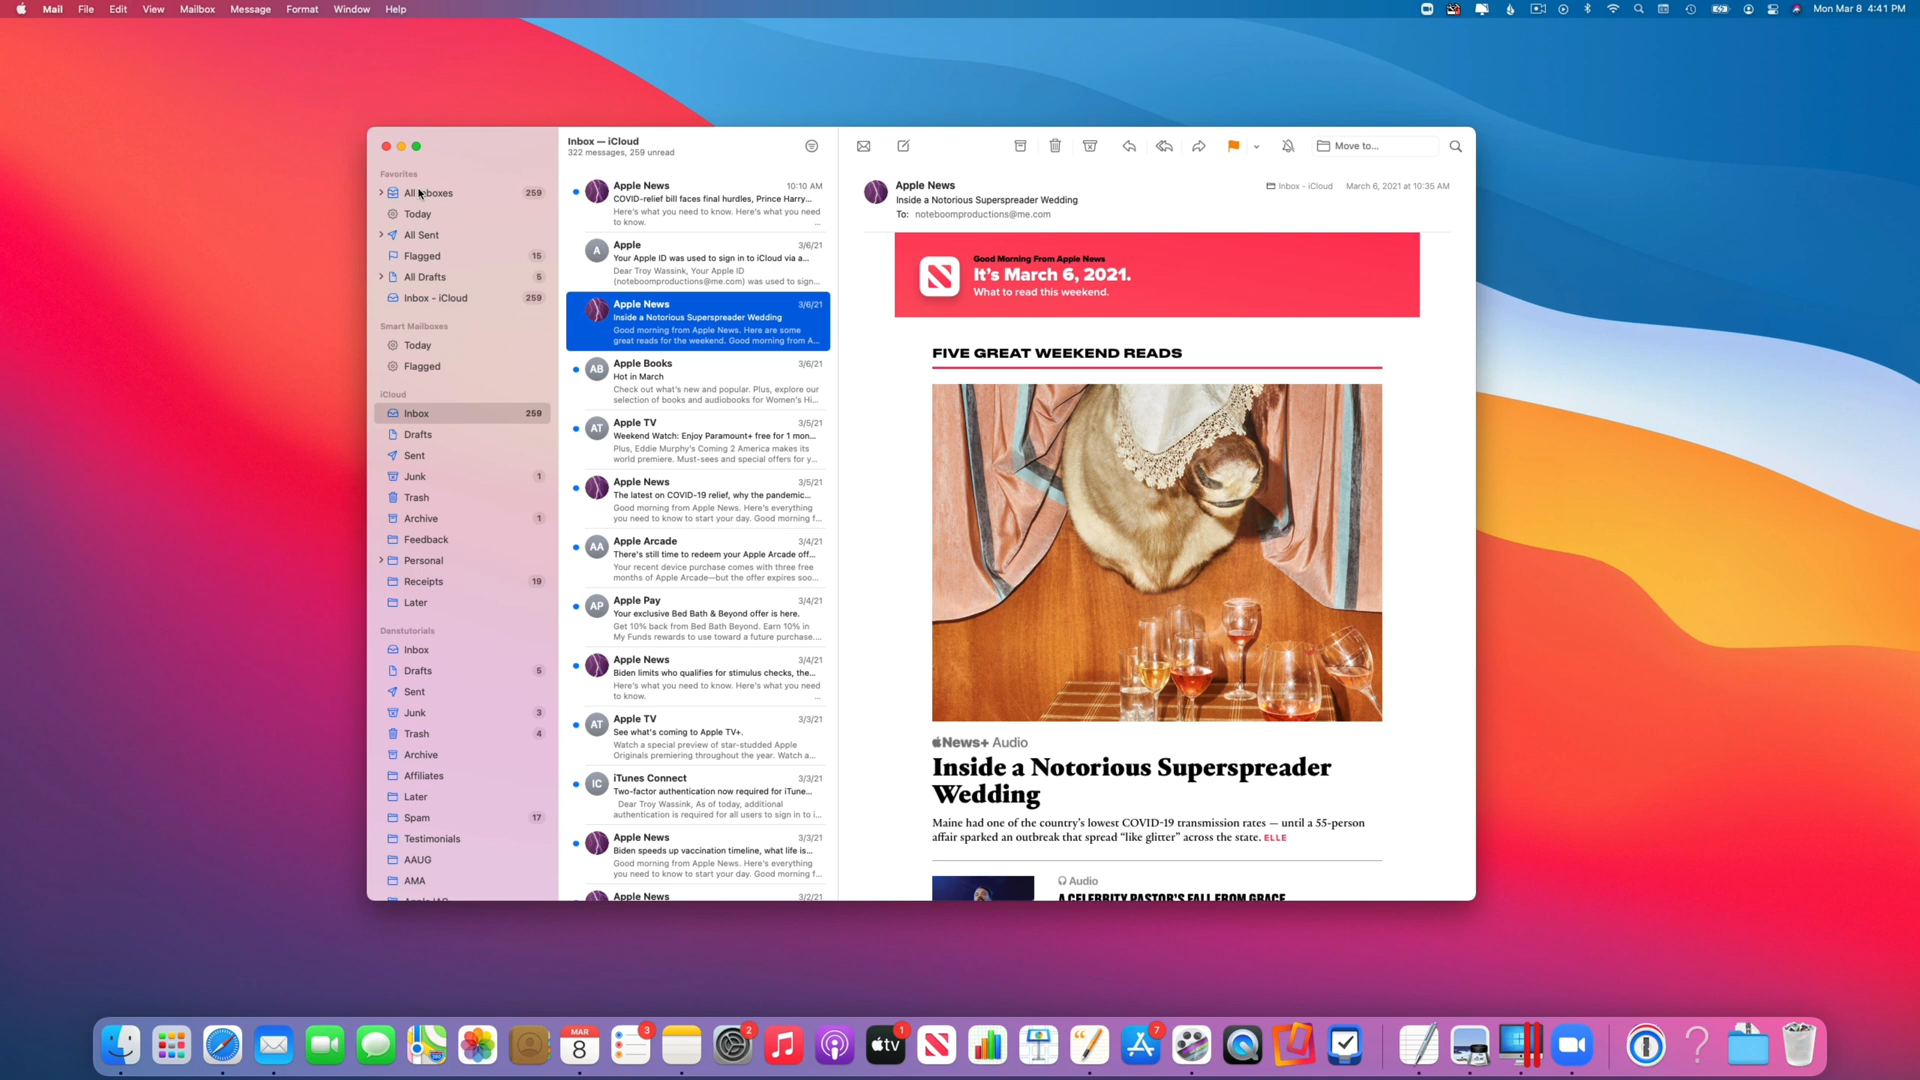 Mail File Edit View Mailbox Message Format Window Help
Mon Mar 8 4:41 PM
Favorites
All Inboxes 259
Today
All Sent
Flagged 15
All Drafts 5
Inbox - iCloud 259
Smart Mailboxes
Today
Flagged
iCloud
Inbox 259
Drafts
Sent
Junk 1
Trash
Archive 1
Feedback
Personal
Receipts 19
Later
Danstutorials
Inbox
Drafts 5
Sent
Junk 3
Trash 4
Archive
Affiliates
Later
Spam 17
Testimonials
AAUG
AMA
Inbox — iCloud
322 messages, 259 unread
Apple News 10:10 AM
COVID-relief bill faces final hurdles, Prince Harry...
Here's what you need to know. Here's what you need
to know. ...
A
Apple 3/6/21
Your Apple ID was used to sign in to iCloud via a...
Dear Troy Wassink, Your Apple ID
(noteboomproductions@me.com) was used to sign...
Apple News 3/6/21
Inside a Notorious Superspreader Wedding
Good morning from Apple News. Here are some
great reads for the weekend. Good morning from A...
AB
Apple Books 3/6/21
Hot in March
Check out what's new and popular. Plus, explore our
selection of books and audiobooks for Women's Hi...
AT
Apple TV 3/5/21
Weekend Watch: Enjoy Paramount+ free for 1 mon...
Plus, Eddie Murphy's Coming 2 America makes its
world premiere. Must-sees and special offers for y...
Apple News 3/5/21
The latest on COVID-19 relief, why the pandemic...
Good morning from Apple News. Here's everything
you need to know to start your day. Good morning f...
AA
Apple Arcade 3/4/21
There's still time to redeem your Apple Arcade off...
Your recent device purchase comes with three free
months of Apple Arcade—but the offer expires soo...
AP
Apple Pay 3/4/21
Your exclusive Bed Bath & Beyond offer is here.
Get 10% back from Bed Bath Beyond. Earn 10% in
My Funds rewards to use toward a future purchase....
Apple News 3/4/21
Biden limits who qualifies for stimulus checks, the...
Here's what you need to know. Here's what you need
to know. ...
AT
Apple TV 3/3/21
See what's coming to Apple TV+.
Watch a special preview of star-studded Apple
Originals premiering throughout the year. Watch a...
IC
iTunes Connect 3/3/21
Two-factor authentication now required for iTune...
Dear Troy Wassink, As of today, additional
authentication is required for all users to sign in to i...
Apple News 3/3/21
Biden speeds up vaccination timeline, what life is...
Good morning from Apple News. Here's everything
you need to know to start your day. Good morning f...
Apple News 3/2/21
Move to...
Apple News
Inbox - iCloud March 6, 2021 at 10:35 AM
Inside a Notorious Superspreader Wedding
To: noteboomproductions@me.com
Good Morning From Apple News
It's March 6, 2021.
What to read this weekend.
FIVE GREAT WEEKEND READS
News+ Audio
Inside a Notorious Superspreader
Wedding
Maine had one of the country's lowest COVID-19 transmission rates — until a 55-person
affair sparked an outbreak that spread “like glitter” across the state. ELLE
Audio
A CELEBRITY PASTOR'S FALL FROM GRACE
MAR
8
3
2
tv
1
7